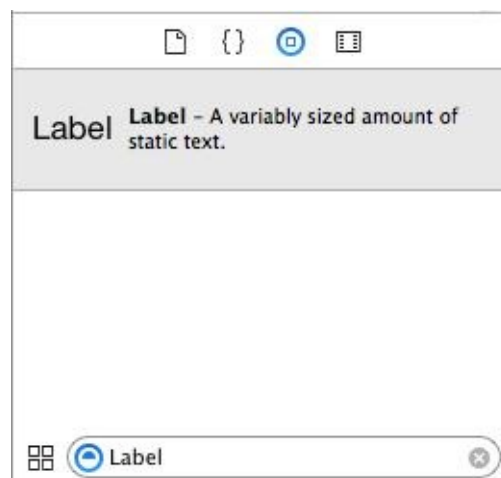 {}
Label
Label – A variably sized amount of
static text.
Label